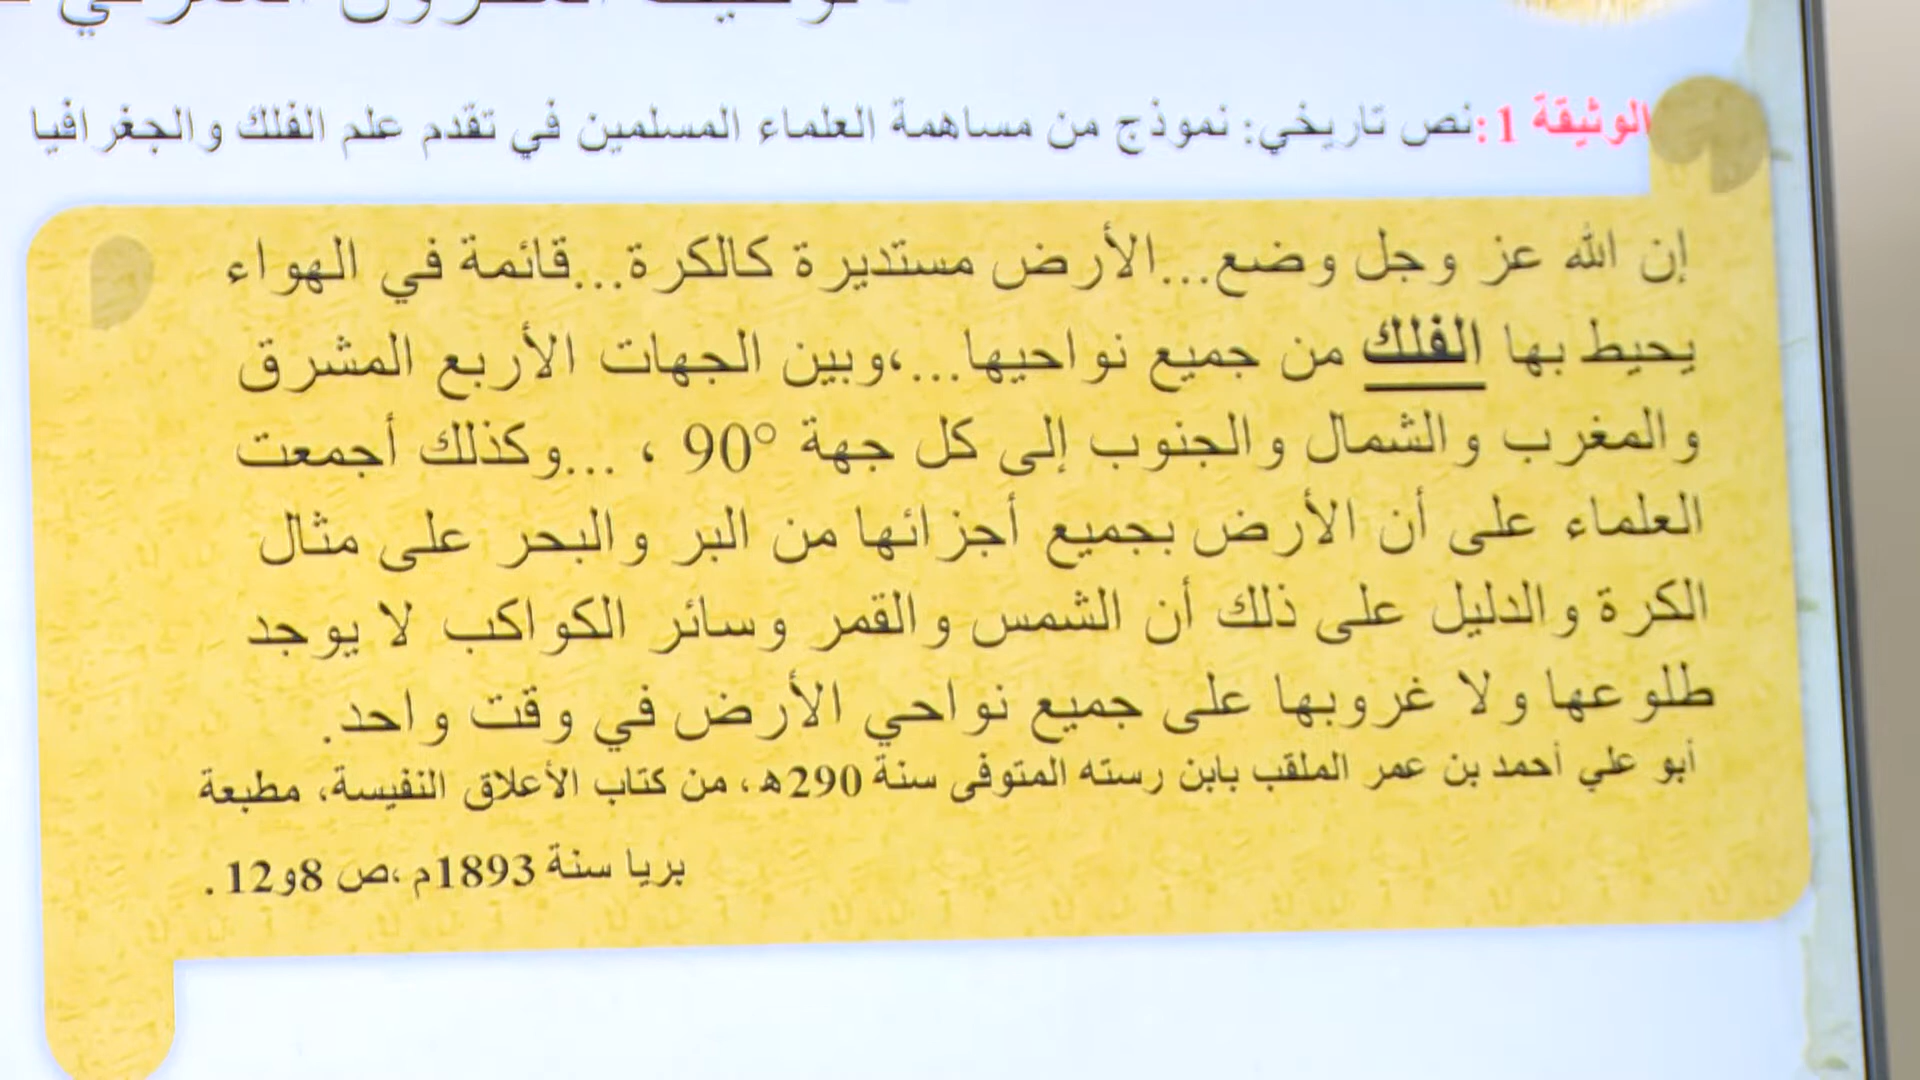 الوثيقة 1:نص تاريخي: نموذج من مساهمة العلماء المسلمين في تقدم علم الفلك والجغرافيا
إن الله عز وجل وضع...الأرض مستديرة كالكرة...قائمة في الهواء
يحيط بها الفلك من جميع نواحيها...،وبين الجهات الأربع المشرق
والمغرب والشمال والجنوب إلى كل جهة °90 ، ...وكذلك أجمعت
العلماء على أن الأرض بجميع أجزائها من البر والبحر على مثال
الكرة والدليل على ذلك أن الشمس والقمر وسائر الكواكب لا يوجد
طلوعها ولا غروبها على جميع نواحي الأرض في وقت واحد.
أبو علي أحمد بن عمر الملقب بابن رسته المتوفى سنة 290ه، من كتاب الأعلاق النفيسة، مطبعة
بريا سنة 1893م ،ص 8و12 .